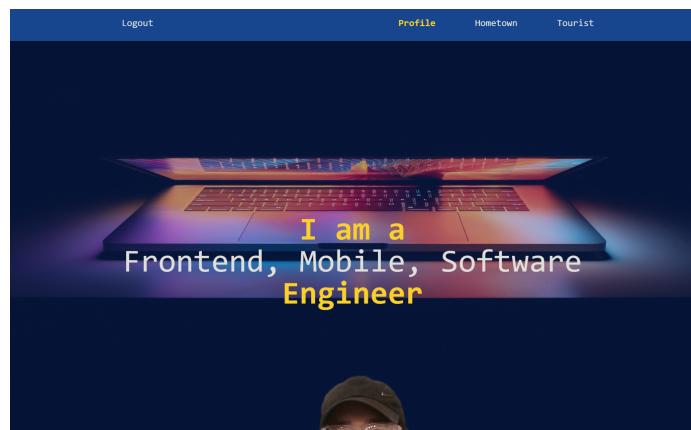 Logout Profile Hometown Tourist
I am a
Frontend, Mobile, Software
Engineer